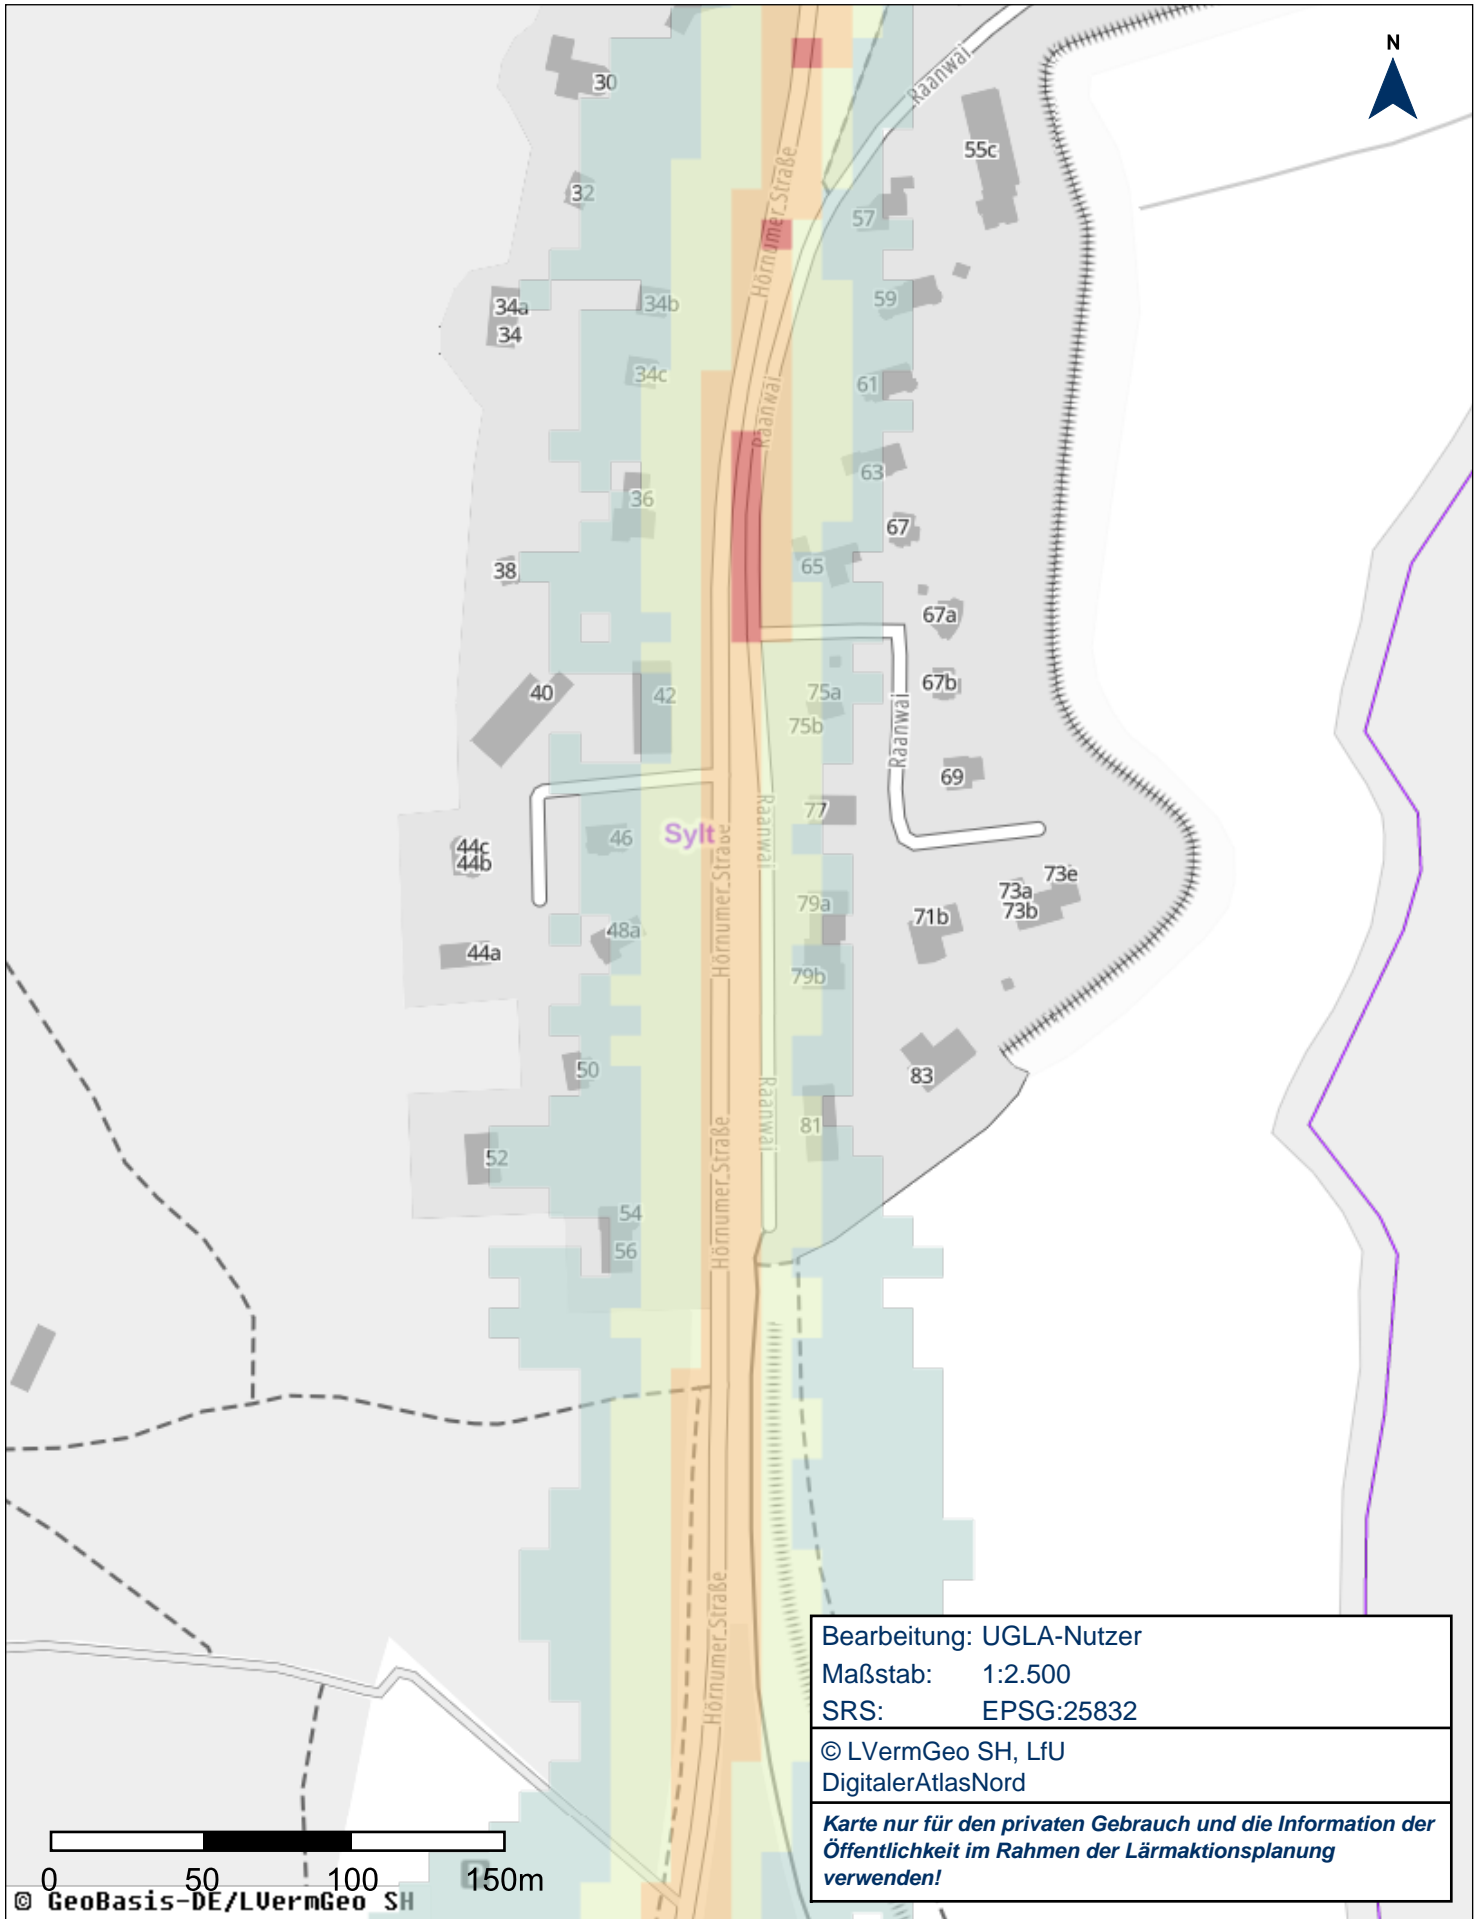 N
Raanwai
30
55c
Hörnumer Straße
32
57
34a
34b
59
34
34c
61
Raanwai
63
36
67
65
38
67a
67b
40
42
75a
75b
Raanwai
69
77
Raanwai
Sylt
46
Hörnumer Straße
44c
44b
73e
73a
79a
73b
71b
48a
44a
79b
50
83
Raanwai
81
Hörnumer Straße
52
54
56
Hörnumer Straße
Bearbeitung: UGLA-Nutzer
Maßstab: 1:2.500
SRS: EPSG:25832
© LVermGeo SH, LfU
DigitalerAtlasNord
Karte nur für den privaten Gebrauch und die Information der
Öffentlichkeit im Rahmen der Lärmaktionsplanung
verwenden!
0 50 100 150m
© GeoBasis-DE/LVermGeo SH